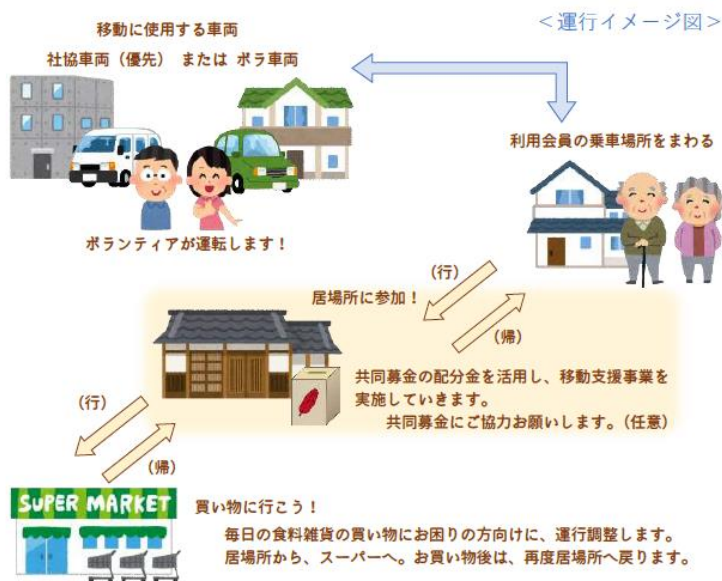 ＜運行イメージ図＞
移動に使用する車両
社協車両（優先） または ボラ車両
ボランティアが運転します！
利用会員の乗車場所をまわる
（行）
居場所に参加！
（帰）
共同募金の配分金を活用し、移動支援事業を
実施していきます。
共同募金にご協力お願いします。（任意）
（行）
（帰）
SUPER MARKET
買い物に行こう！
毎日の食料雑貨の買い物にお困りの方向けに、運行調整します。
居場所から、スーパーへ。お買い物後は、再度居場所へ戻ります。